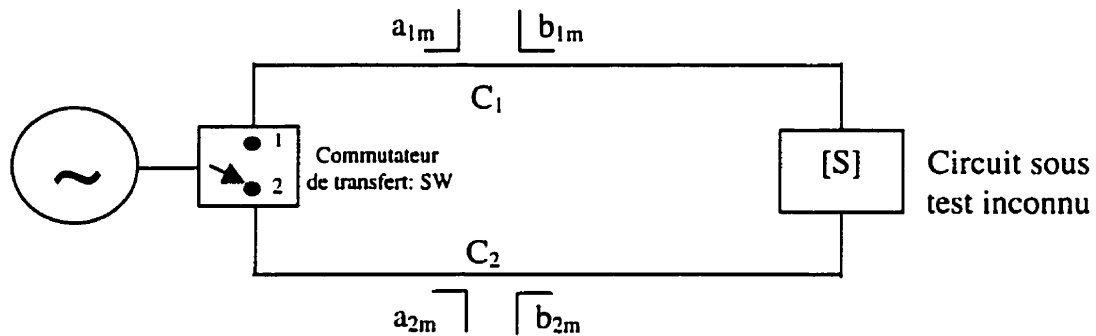 a1m b1m
C1
~
1
2
Commutateur
de transfert: SW
[S]
Circuit sous
test inconnu
C2
a2m b2m